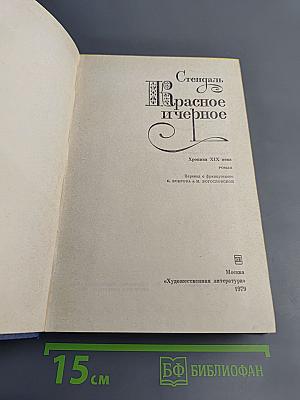 Стендаль
Красное
и черное
Хроника XIX века
РОМАН
Перевод с французского
С. БОБРОВА и М. БОГОСЛОВСКОЙ
Москва
«Художественная литература»
1979
15 см
БФ БИБЛИОФАН